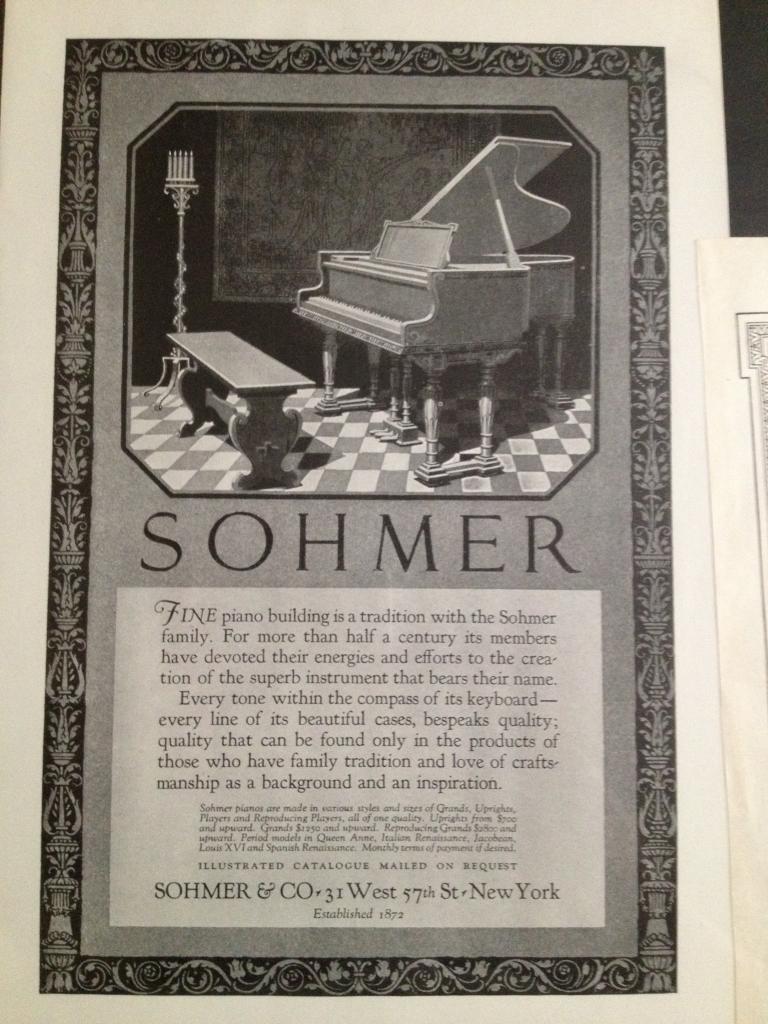 SOHMER
FINE piano building is a tradition with the Sohmer
family. For more than half a century its members
have devoted their energies and efforts to the crea-
tion of the superb instrument that bears their name.
Every tone within the compass of its keyboard—
every line of its beautiful cases, bespeaks quality;
quality that can be found only in the products of
those who have family tradition and love of crafts-
manship as a background and an inspiration.
Sohmer pianos are made in various styles and sizes of Grands, Uprights,
Players and Reproducing Players, all of one quality. Uprights from $700
and upward. Grands $1250 and upward. Reproducing Grands $2800 and
upward. Period models in Queen Anne, Italian Renaissance, Jacobean,
Louis XVI and Spanish Renaissance. Monthly terms of payment if desired.
ILLUSTRATED CATALOGUE MAILED ON REQUEST
SOHMER & CO · 31 West 57th St · New York
Established 1872